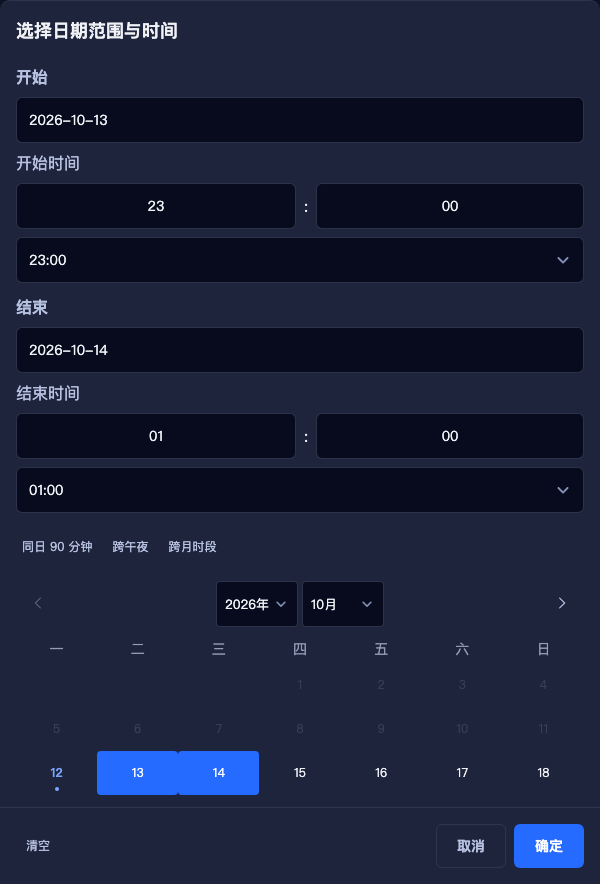 选择日期范围与时间
开始
2026-10-13
开始时间
23 : 00
23:00
结束
2026-10-14
结束时间
01 : 00
01:00
同日 90 分钟 跨午夜 跨月时段
2026年 10月
一 二 三 四 五 六 日
1 2 3 4
5 6 7 8 9 10 11
12 13 14 15 16 17 18
清空 取消 确定